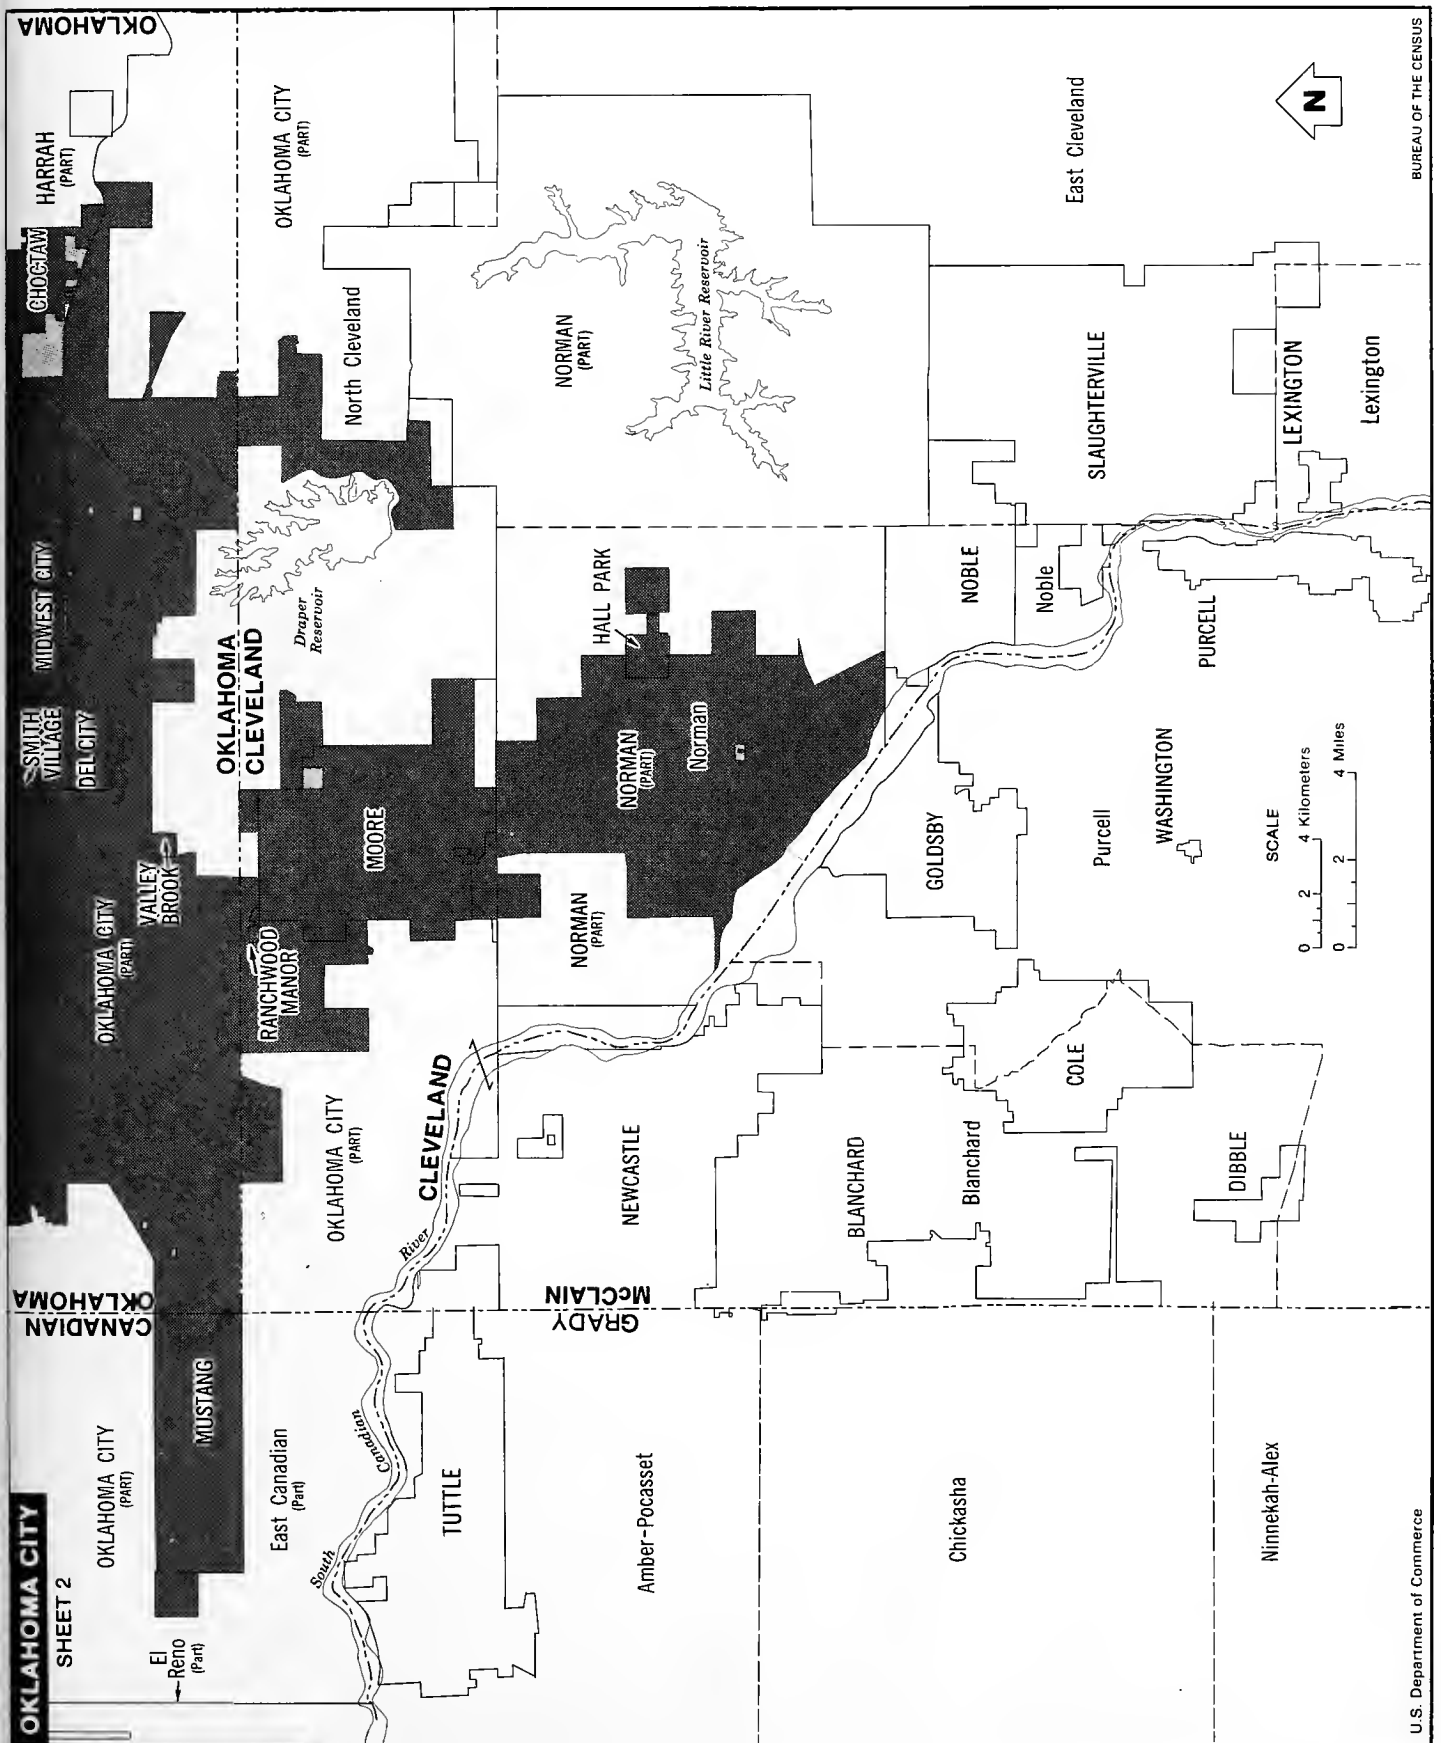 OKLAHOMA CITY
SHEET 2
El
Reno
(Part)
OKLAHOMA CITY
(PART)
MUSTANG
East Canadian
(Part)
CANADIAN
OKLAHOMA
OKLAHOMA CITY
(PART)
VALLEY
BROOK
SMITH
VILLAGE
DEL CITY
MIDWEST CITY
CHOCTAW
HARRAH
(PART)
OKLAHOMA
OKLAHOMA
CLEVELAND
RANCHWOOD
MANOR
OKLAHOMA CITY
(PART)
MOORE
Draper
Reservoir
North Cleveland
OKLAHOMA CITY
(PART)
South
Canadian
River
CLEVELAND
TUTTLE
GRADY
McCLAIN
NEWCASTLE
NORMAN
(PART)
NORMAN
(PART)
Norman
HALL PARK
NORMAN
(PART)
Little River Reservoir
Amber-Pocasset
BLANCHARD
Blanchard
GOLDSBY
NOBLE
Noble
SLAUGHTERVILLE
East Cleveland
Chickasha
COLE
Purcell
WASHINGTON
PURCELL
LEXINGTON
Lexington
Ninnekah-Alex
DIBBLE
SCALE
0 2 4 Kilometers
0 2 4 Miles
N
U.S. Department of Commerce
BUREAU OF THE CENSUS